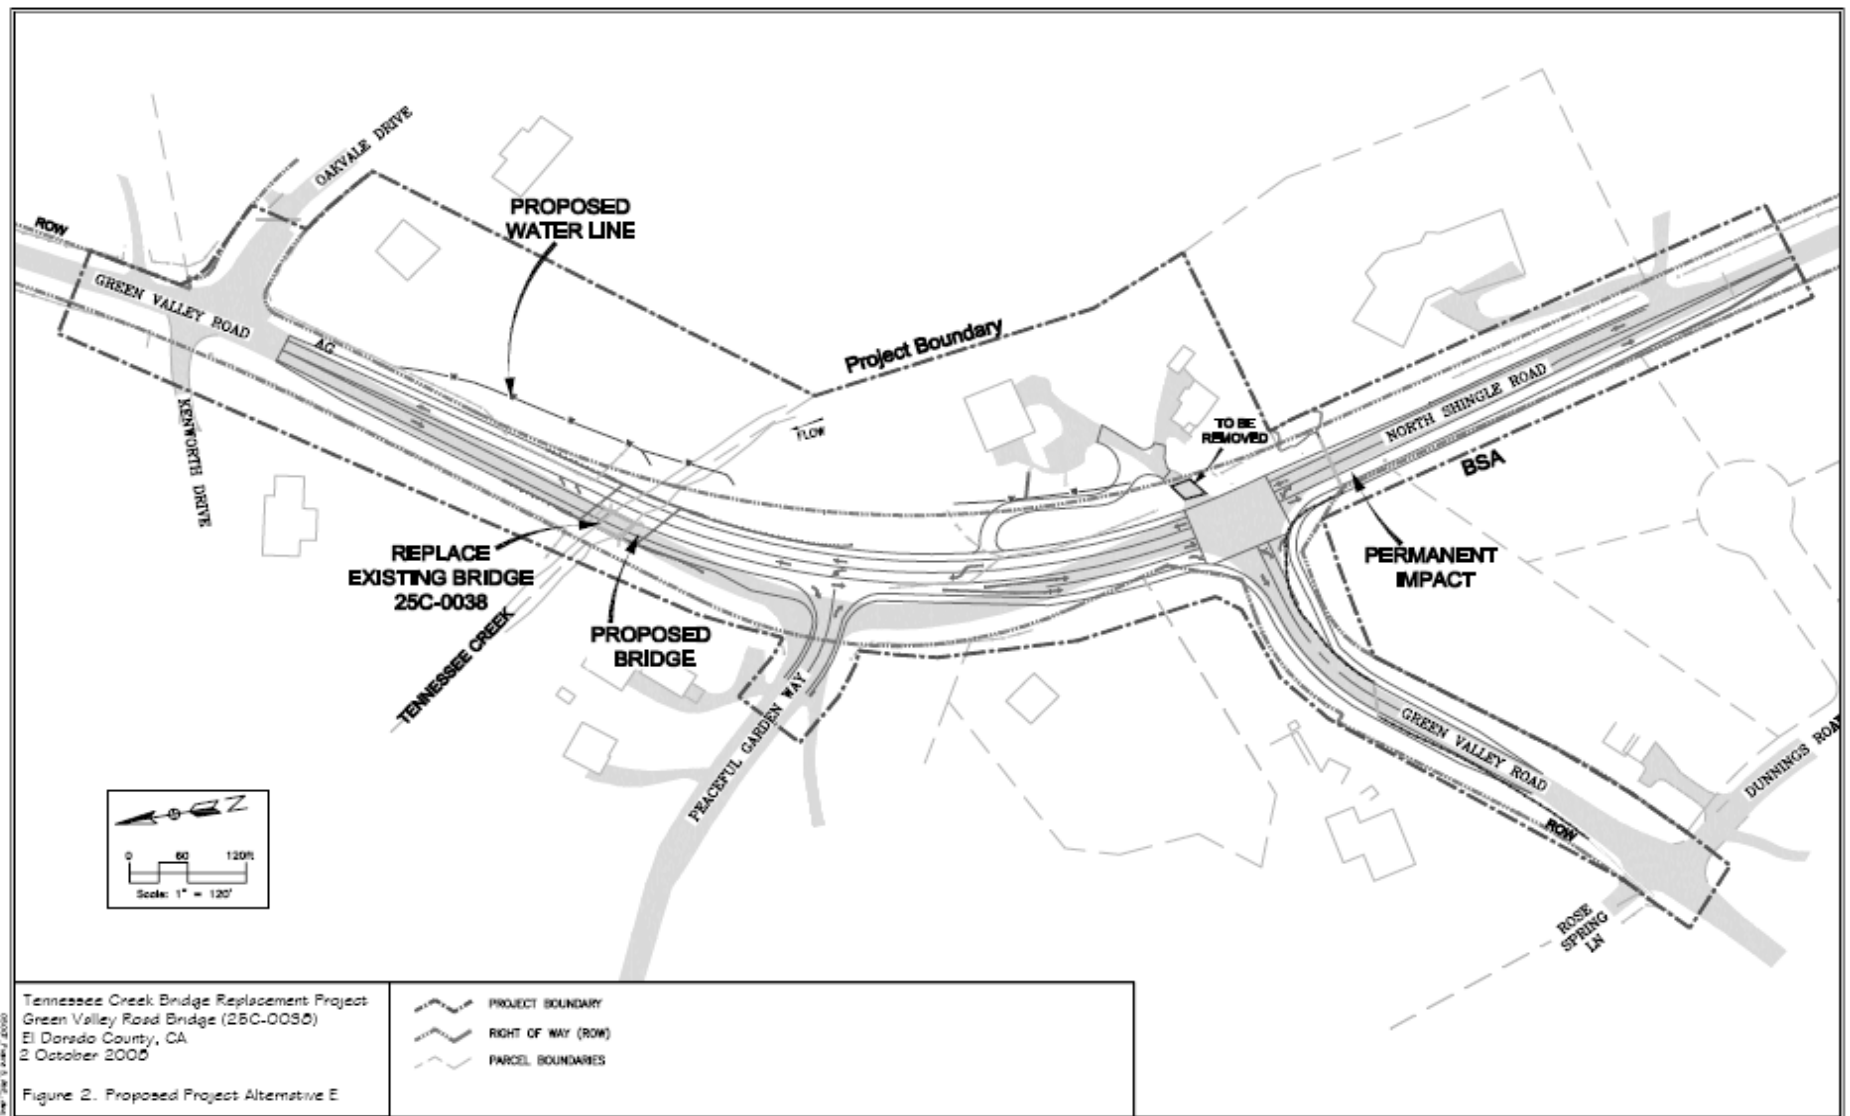 OAKVALE DRIVE
PROPOSED
WATER LINE
ROW
GREEN VALLEY ROAD
AG
Project Boundary
FLOW
TO BE
REMOVED
NORTH SHINGLE ROAD
BSA
KENWORTH DRIVE
REPLACE
EXISTING BRIDGE
25C-0038
PERMANENT
IMPACT
PROPOSED
BRIDGE
TENNESSEE CREEK
PEACEFUL GARDEN WAY
GREEN VALLEY ROAD
DUNNINGS ROAD
ROW
ROSE
SPRING
LN
N
0 60 120ft
Scale: 1" = 120'
Tennessee Creek Bridge Replacement Project
Green Valley Road Bridge (25C-0038)
El Dorado County, CA
2 October
Figure 2. Proposed Project Alternative E
PROJECT BOUNDARY
RIGHT OF WAY (ROW)
PARCEL BOUNDARIES